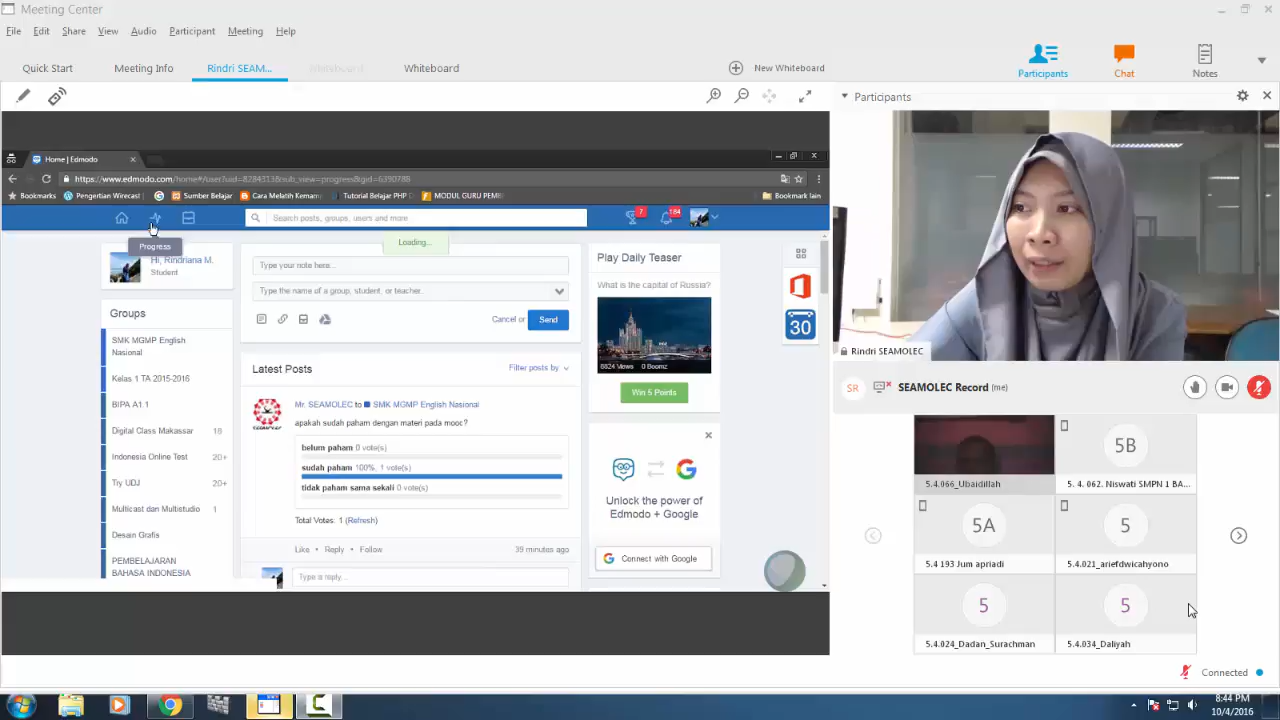 Meeting Center
File Edit Share View Audio Participant Meeting Help
Quick Start Meeting Info Rindri SEAM... Whiteboard Whiteboard New Whiteboard
Participants Chat Notes
Participants
Home | Edmodo
https://www.edmodo.com/home#/user?uid=
Bookmarks Pengertian Wirecast Sumber Belajar Cara Melatih Kemamp Tutorial Belajar PHP D MODUL GURU PEMB Bookmark lain
Search posts, groups, users and more 7 184
Progress
Hi, Rindriana M.
Student
Groups
SMK MGMP English
Nasional
Kelas 1 TA 2015-2016
BIPA A1.1
Digital Class Makassar 18
Indonesia Online Test 20+
Try UDJ 20+
Multicast dan Multistudio 1
Desain Grafis
PEMBELAJARAN
BAHASA INDONESIA
Loading...
Type your note here...
Type the name of a group, student, or teacher.
Cancel or Send
Latest Posts Filter posts by
Mr. SEAMOLEC to SMK MGMP English Nasional
apakah sudah paham dengan materi pada mooc?
belum paham 0 vote(s)
sudah paham 100%, 1 vote(s)
tidak paham sama sekali 0 vote(s)
Total Votes: 1 (Refresh)
Like • Reply • Follow 39 minutes ago
Type a reply...
Play Daily Teaser
What is the capital of Russia?
6624 Views 0 Boomz
Win 5 Points
Unlock the power of
Edmodo + Google
Connect with Google
30
Rindri SEAMOLEC
SR SEAMOLEC Record (me)
5.4.066_Ubaidillah
5B
5. 4. 062. Niswati SMPN 1 BA...
5A
5.4 193 Jum apriadi
5
5.4.021_ariefdwicahyono
5
5.4.024_Dadan_Surachman
5
5.4.034_Daliyah
Connected
8:44 PM
10/4/2016